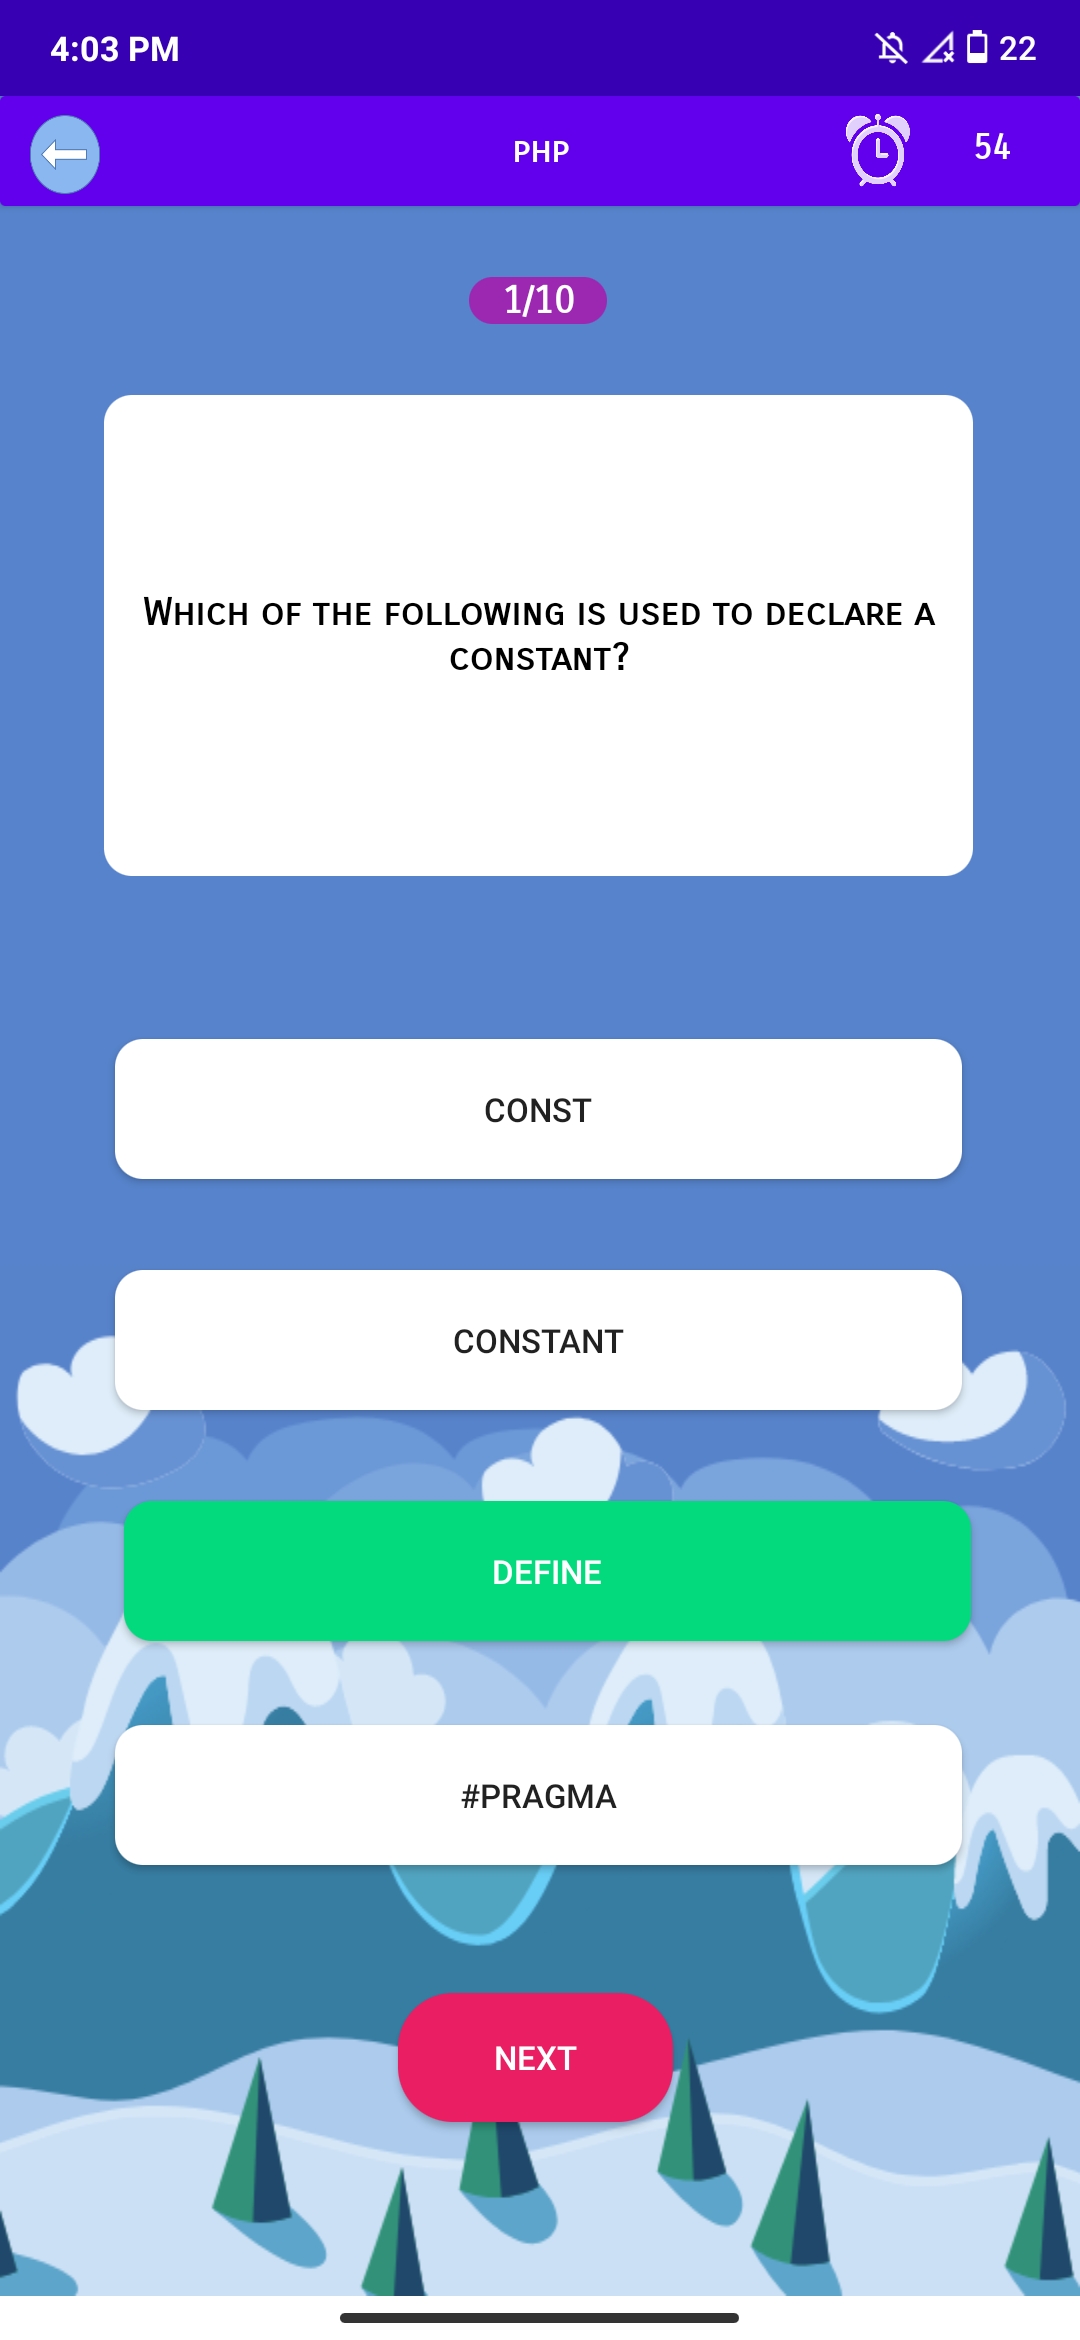 4:03 PM 22
PHP 54
1/10
Which of the following is used to declare a
constant?
CONST
CONSTANT
DEFINE
#PRAGMA
NEXT